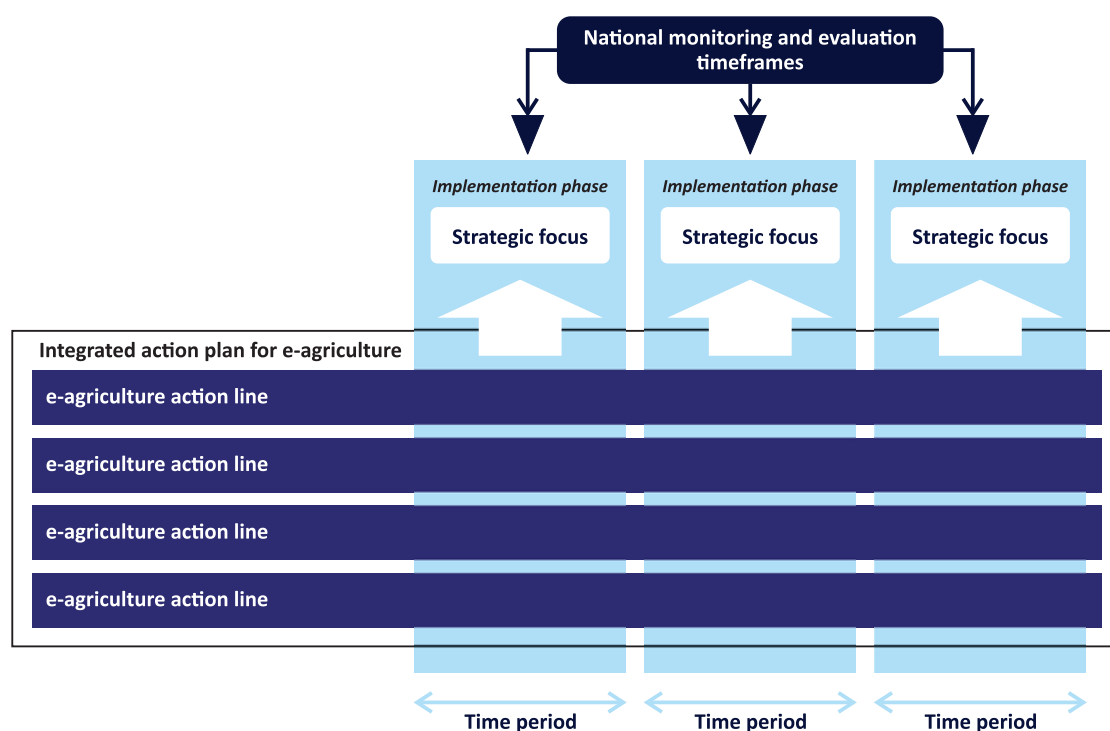 National monitoring and evaluation
timeframes
Implementation phase
Implementation phase
Implementation phase
Strategic focus
Strategic focus
Strategic focus
Integrated action plan for e-agriculture
e-agriculture action line
e-agriculture action line
e-agriculture action line
e-agriculture action line
Time period
Time period
Time period